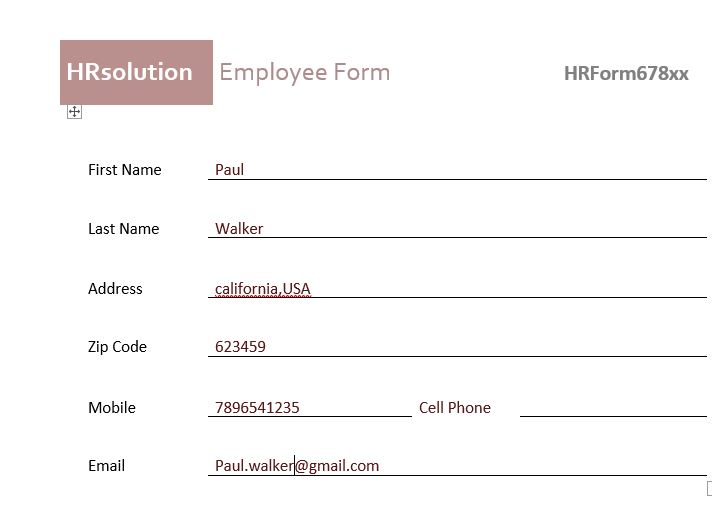 HRsolution Employee Form HRForm678xx
First Name Paul
Last Name Walker
Address california,USA
Zip Code 623459
Mobile 7896541235 Cell Phone
Email Paul.walker@gmail.com